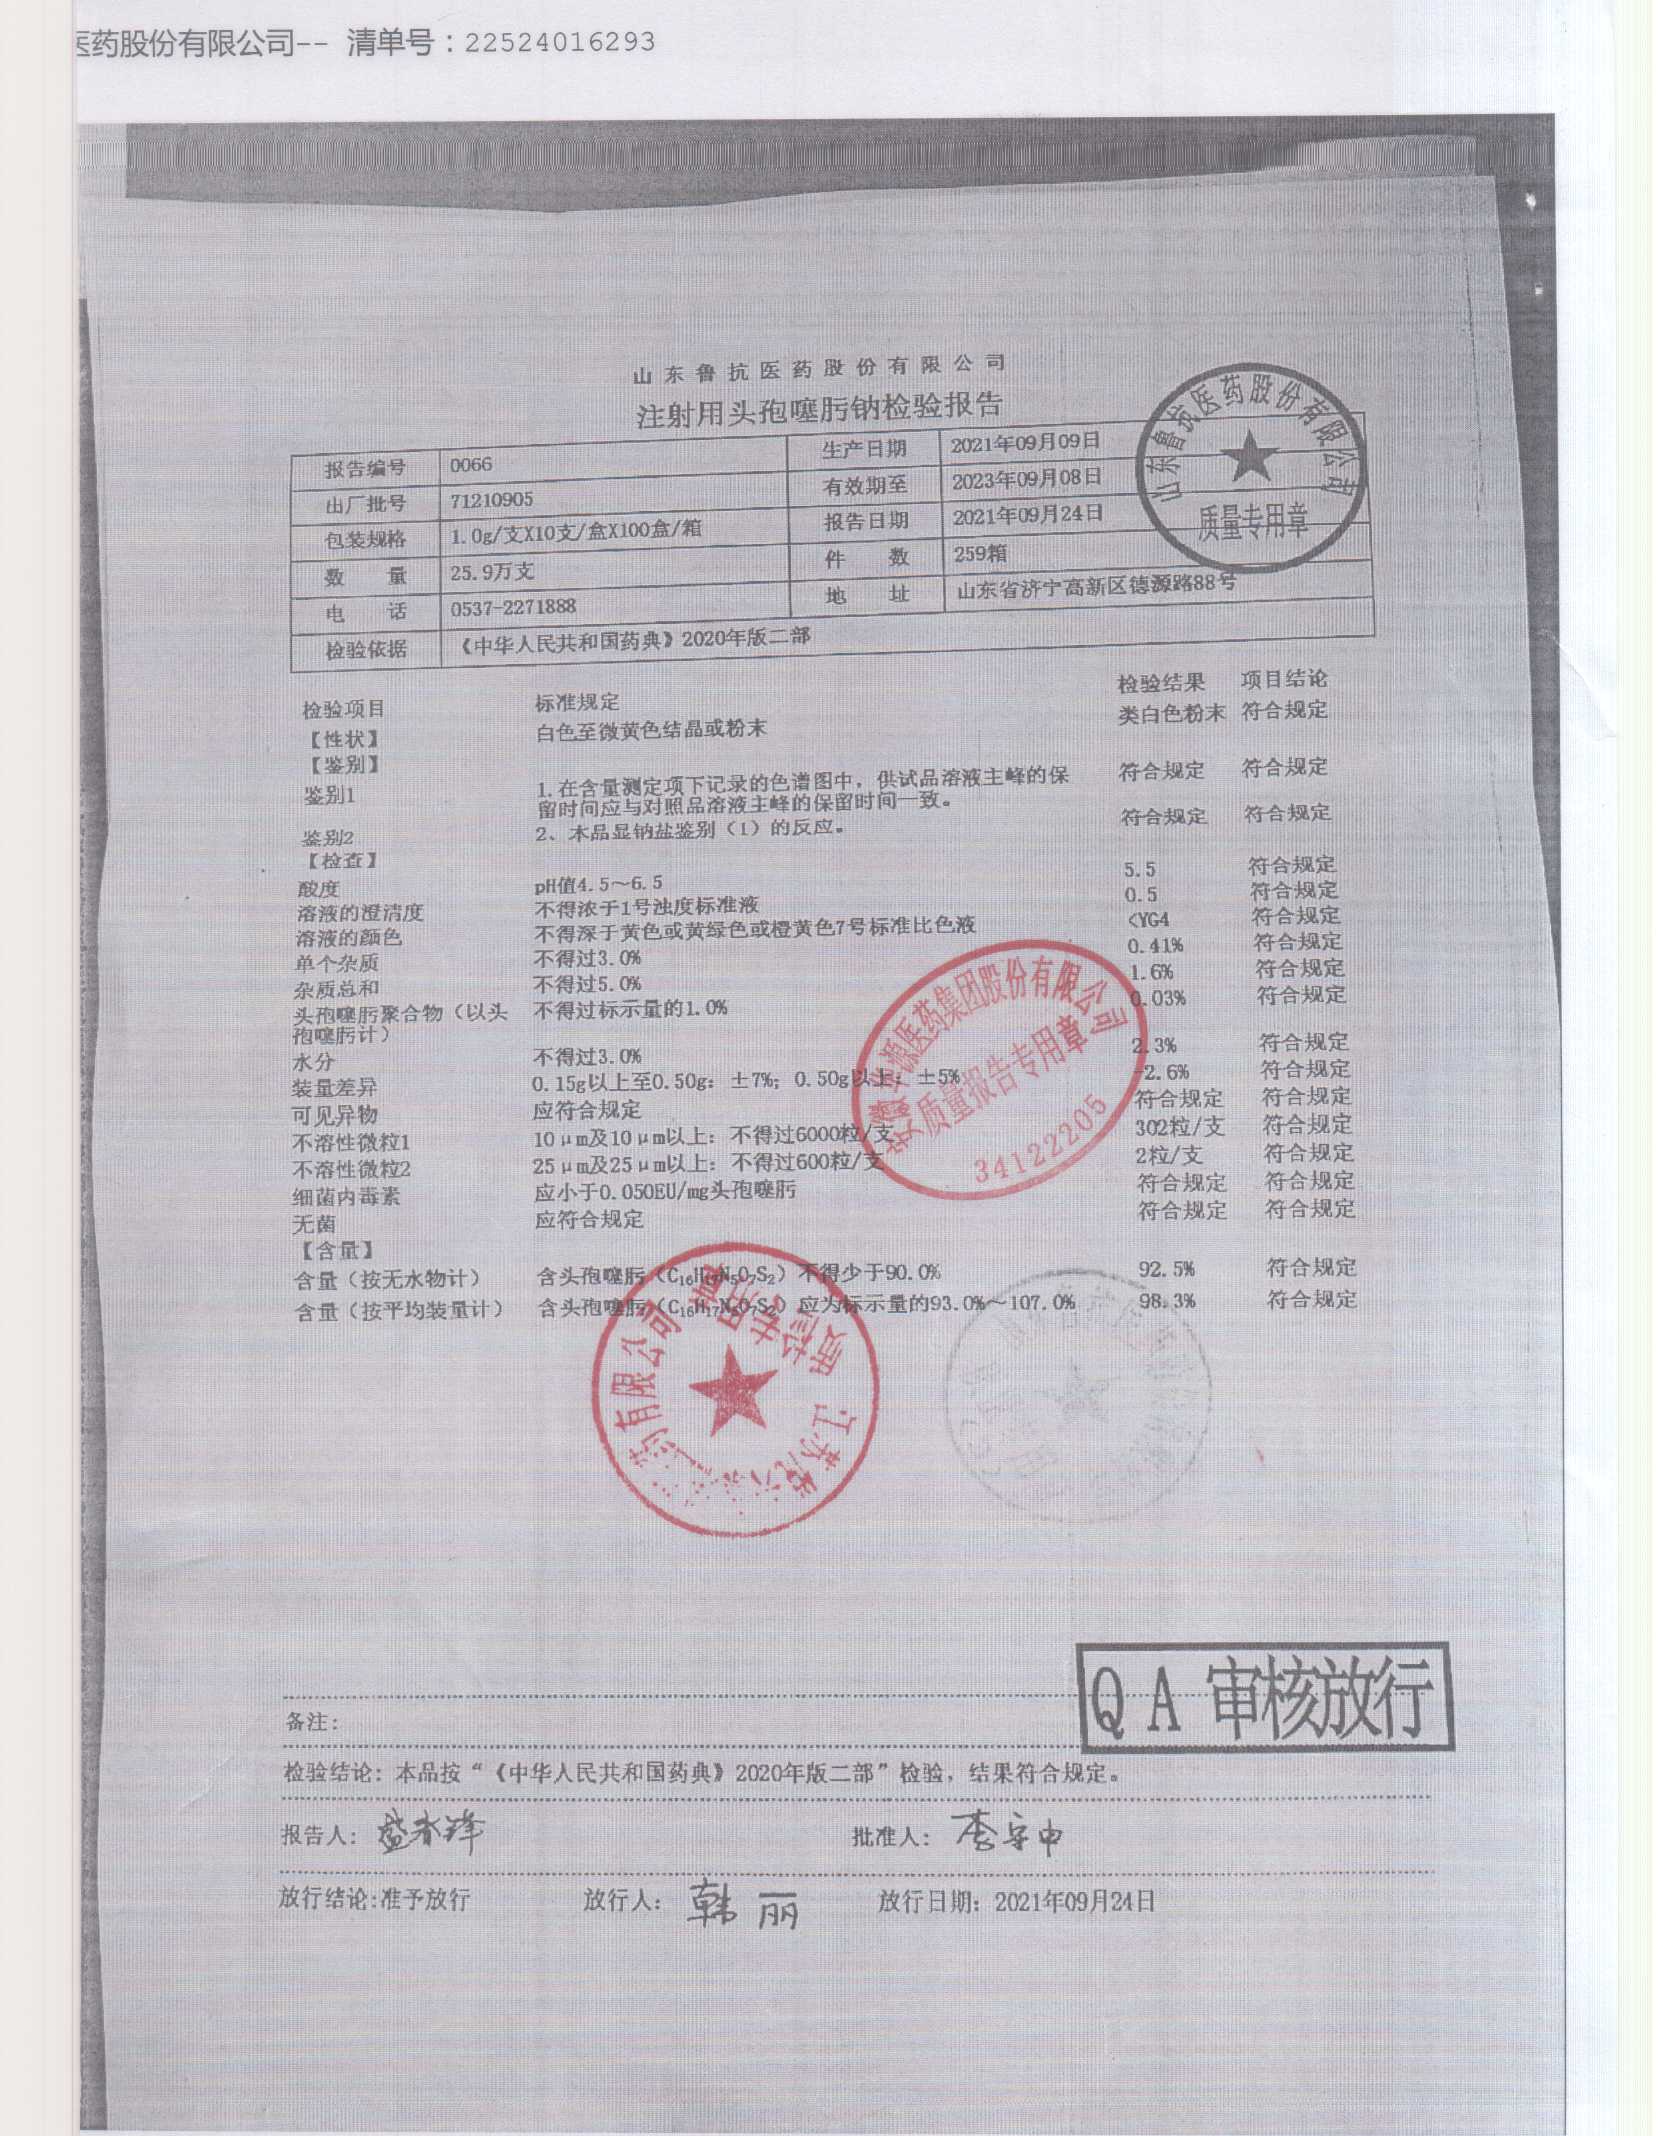 医药股份有限公司-- 清单号：22524016293
山东鲁抗医药股份有限公司
注射用头孢噻肟钠检验报告
报告编号 0066 生产日期 2021年09月09日
出厂批号 71210905 有效期至 2023年09月08日
包装规格 1.0g/支X10支/盒X100盒/箱 报告日期 2021年09月24日
数 量 25.9万支 件 数 259箱
电 话 0537-2271888 地 址 山东省济宁高新区德源路88号
检验依据 《中华人民共和国药典》2020年版二部
山东鲁抗医药股份有限公司
质量专用章
检验项目 标准规定 检验结果 项目结论
【性状】 白色至微黄色结晶或粉末 类白色粉末 符合规定
【鉴别】
鉴别1 1.在含量测定项下记录的色谱图中，供试品溶液主峰的保 符合规定 符合规定
留时间应与对照品溶液主峰的保留时间一致。
鉴别2 2、本品显钠盐鉴别（1）的反应。 符合规定 符合规定
【检查】
酸度 pH值4.5～6.5 5.5 符合规定
溶液的澄清度 不得浓于1号浊度标准液 0.5 符合规定
溶液的颜色 不得深于黄色或黄绿色或橙黄色7号标准比色液 <YG4 符合规定
单个杂质 不得过3.0% 0.41% 符合规定
杂质总和 不得过5.0% 1.6% 符合规定
头孢噻肟聚合物（以头 不得过标示量的1.0% 0.03% 符合规定
孢噻肟计）
水分 不得过3.0% 2.3% 符合规定
装量差异 0.15g以上至0.50g：±7%；0.50g以上：±5% -2.6% 符合规定
可见异物 应符合规定 符合规定 符合规定
不溶性微粒1 10μm及10μm以上：不得过6000粒/支 302粒/支 符合规定
不溶性微粒2 25μm及25μm以上：不得过600粒/支 2粒/支 符合规定
细菌内毒素 应小于0.050EU/mg头孢噻肟 符合规定 符合规定
无菌 应符合规定 符合规定 符合规定
【含量】
含量（按无水物计） 含头孢噻肟（C₁₆H₁₇N₅O₇S₂）不得少于90.0% 92.5% 符合规定
含量（按平均装量计） 含头孢噻肟（C₁₆H₁₇N₅O₇S₂）应为标示量的93.0%～107.0% 98.3% 符合规定
安徽华源医药集团股份有限公司
质量报告专用章
34122205
药有限公司
质检专用章
江苏
QA 审核放行
备注：
检验结论：本品按“《中华人民共和国药典》2020年版二部”检验，结果符合规定。
报告人： 批准人： 李守中
放行结论:准予放行 放行人： 韩丽 放行日期：2021年09月24日